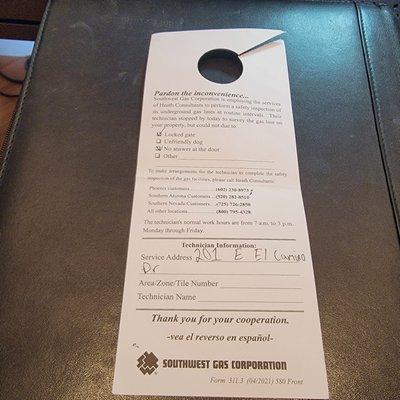 Pardon the inconvenience...
Southwest Gas Corporation is employing the services
of Heath Consultants to perform a safety inspection of
its underground gas lines at routine intervals. Their
technician stopped by today to survey the gas line on
your property, but could not due to
Locked gate
Unfriendly dog
No answer at the door
Other
To make arrangements for the technician to complete the safety
inspection of the gas facilities, please call Heath Consultants:
Phoenix customers (602) 230-8973
Southern Arizona Customers (520) 282-8510
Southern Nevada Customers (725) 726-2850
All other locations (800) 795-4328
The technician's normal work hours are from 7 a.m. to 3 p.m.
Monday through Friday.
Technician Information:
Service Address 201 E El Camino
Dr
Area/Zone/Tile Number
Technician Name
Thank you for your cooperation.
-vea el reverso en español-
SOUTHWEST GAS CORPORATION
Form 311.3 (04/2021) 580 Front